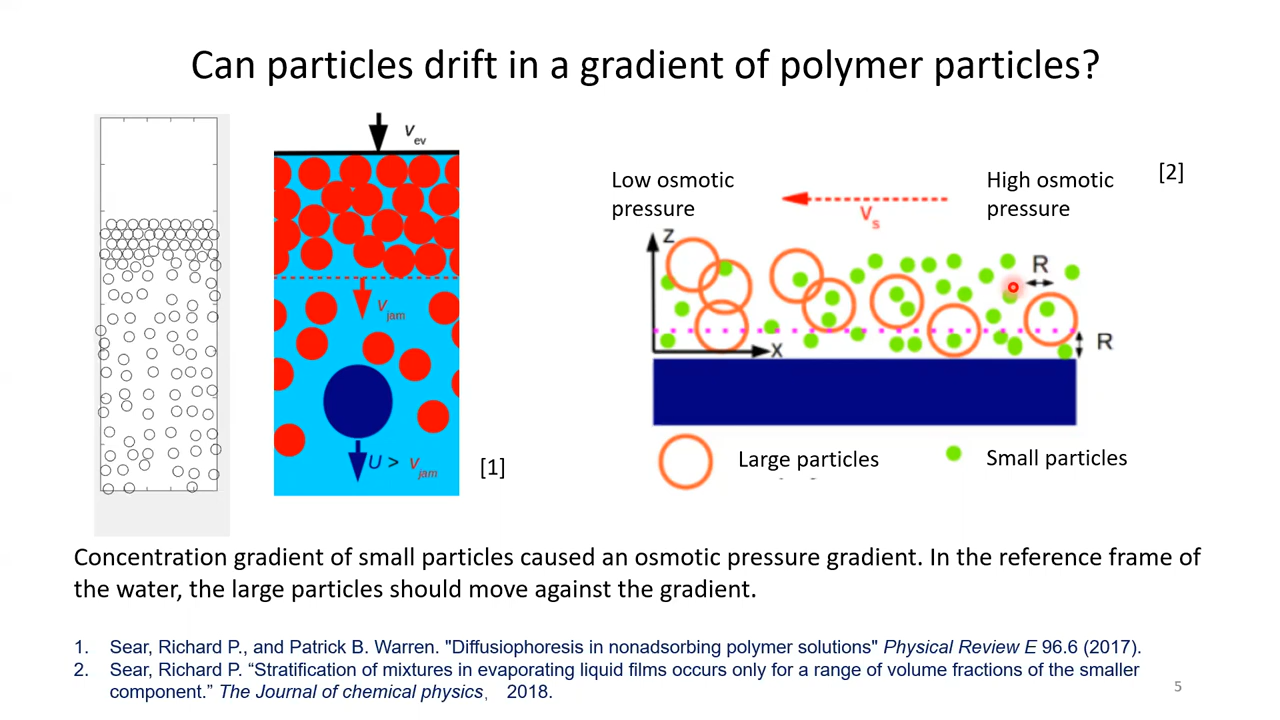 Can particles drift in a gradient of polymer particles?
v ev
v jam
U > v jam
[1]
Low osmotic
pressure
v s
High osmotic
pressure
[2]
Z
R
X
R
Large particles
Small particles
Concentration gradient of small particles caused an osmotic pressure gradient. In the reference frame of
the water, the large particles should move against the gradient.
1. Sear, Richard P., and Patrick B. Warren. "Diffusiophoresis in nonadsorbing polymer solutions" Physical Review E 96.6 (2017).
2. Sear, Richard P. “Stratification of mixtures in evaporating liquid films occurs only for a range of volume fractions of the smaller
component.” The Journal of chemical physics, 2018.
5